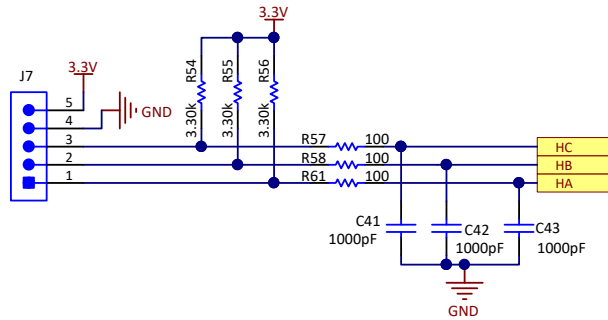 3.3V
J7
3.3V
R54
R55
R56
3.30k
3.30k
3.30k
5
4
3
2
1
GND
R57
100
R58
100
R61
100
HC
HB
HA
C41
1000pF
C42
1000pF
C43
1000pF
GND